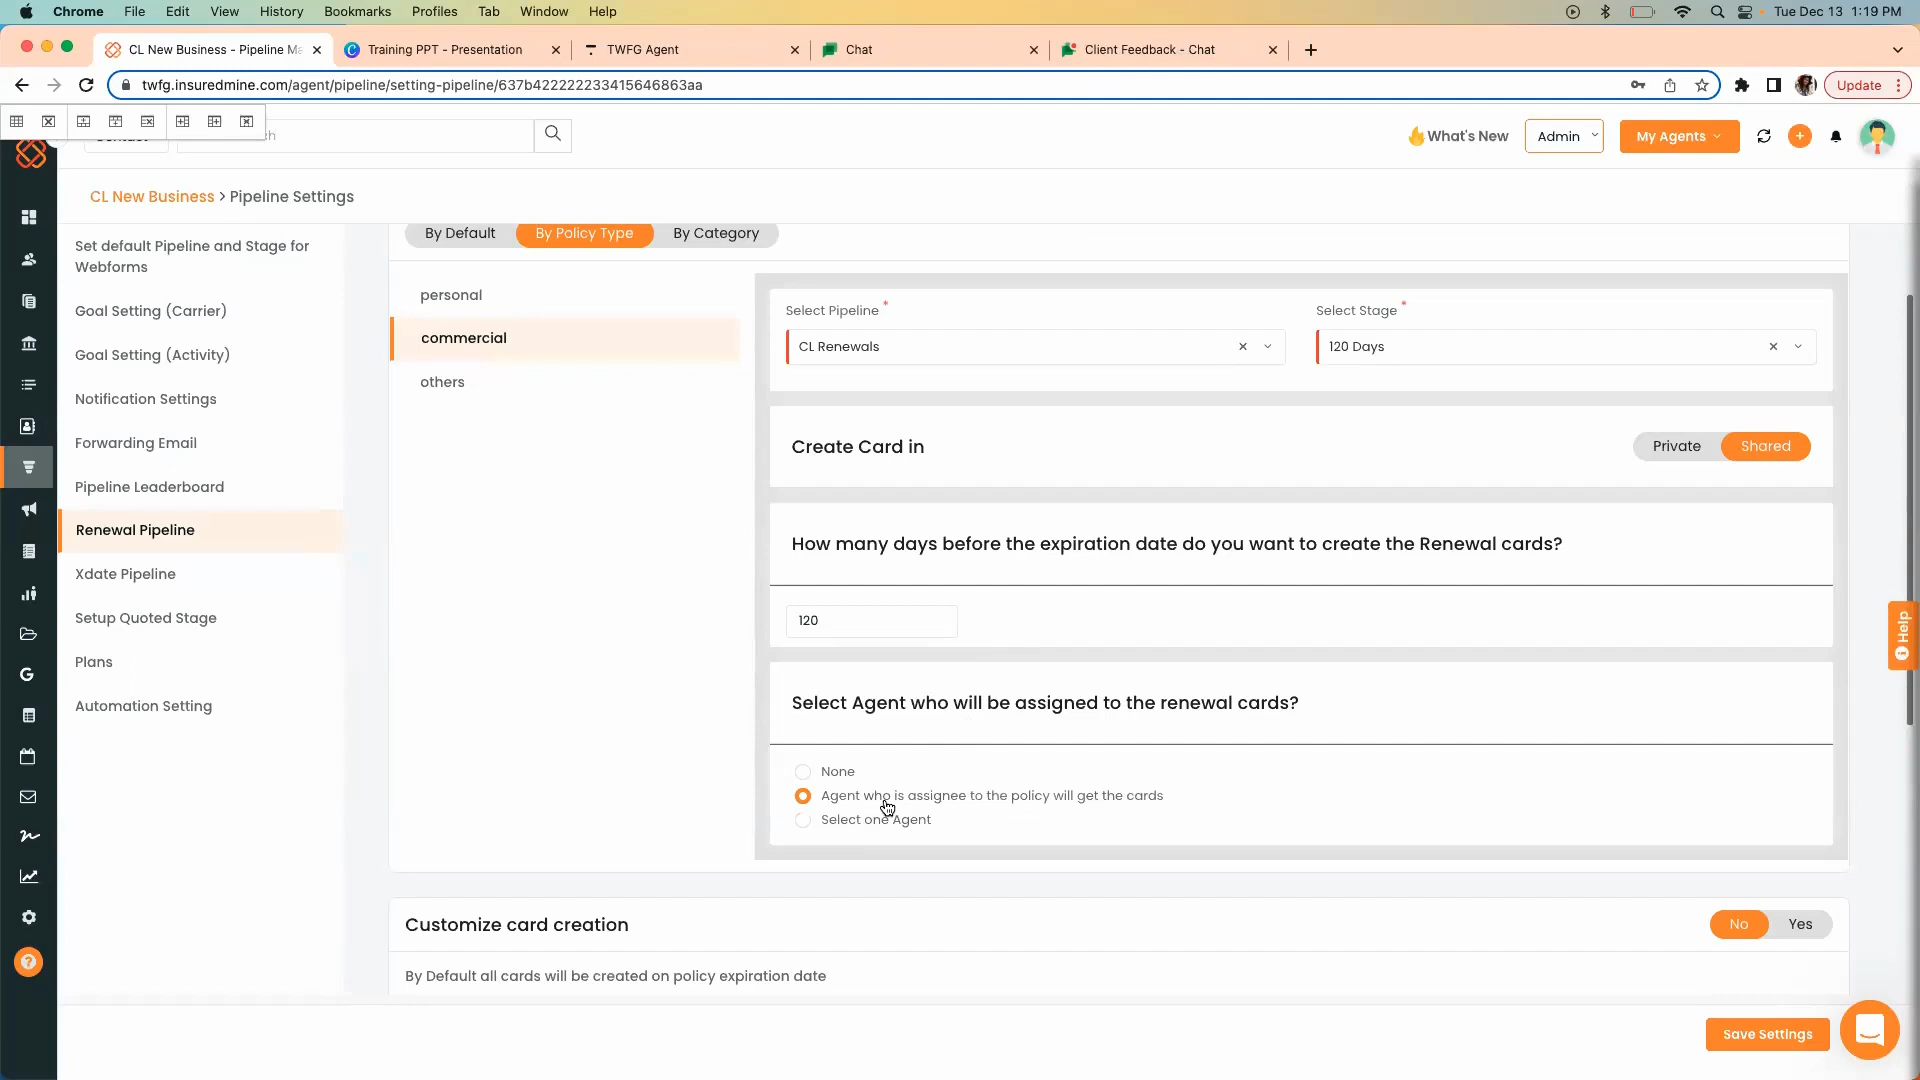 Chrome File Edit View History Bookmarks Profiles Tab Window Help
Tue Dec 13 1:19 PM
CL New Business - Pipeline Ma
Training PPT - Presentation
TWFG Agent
Chat
Client Feedback - Chat
twfg.insuredmine.com/agent/pipeline/setting-pipeline/637b422222233415646863aa
Update
What's New
Admin
My Agents
CL New Business > Pipeline Settings
Set default Pipeline and Stage for
Webforms
Goal Setting (Carrier)
Goal Setting (Activity)
Notification Settings
Forwarding Email
Pipeline Leaderboard
Renewal Pipeline
Xdate Pipeline
Setup Quoted Stage
Plans
Automation Setting
By Default
By Policy Type
By Category
personal
commercial
others
Select Pipeline *
CL Renewals
Select Stage *
120 Days
Create Card in
Private
Shared
How many days before the expiration date do you want to create the Renewal cards?
120
Select Agent who will be assigned to the renewal cards?
None
Agent who is assignee to the policy will get the cards
Select one Agent
Customize card creation
No
Yes
By Default all cards will be created on policy expiration date
Save Settings
Help